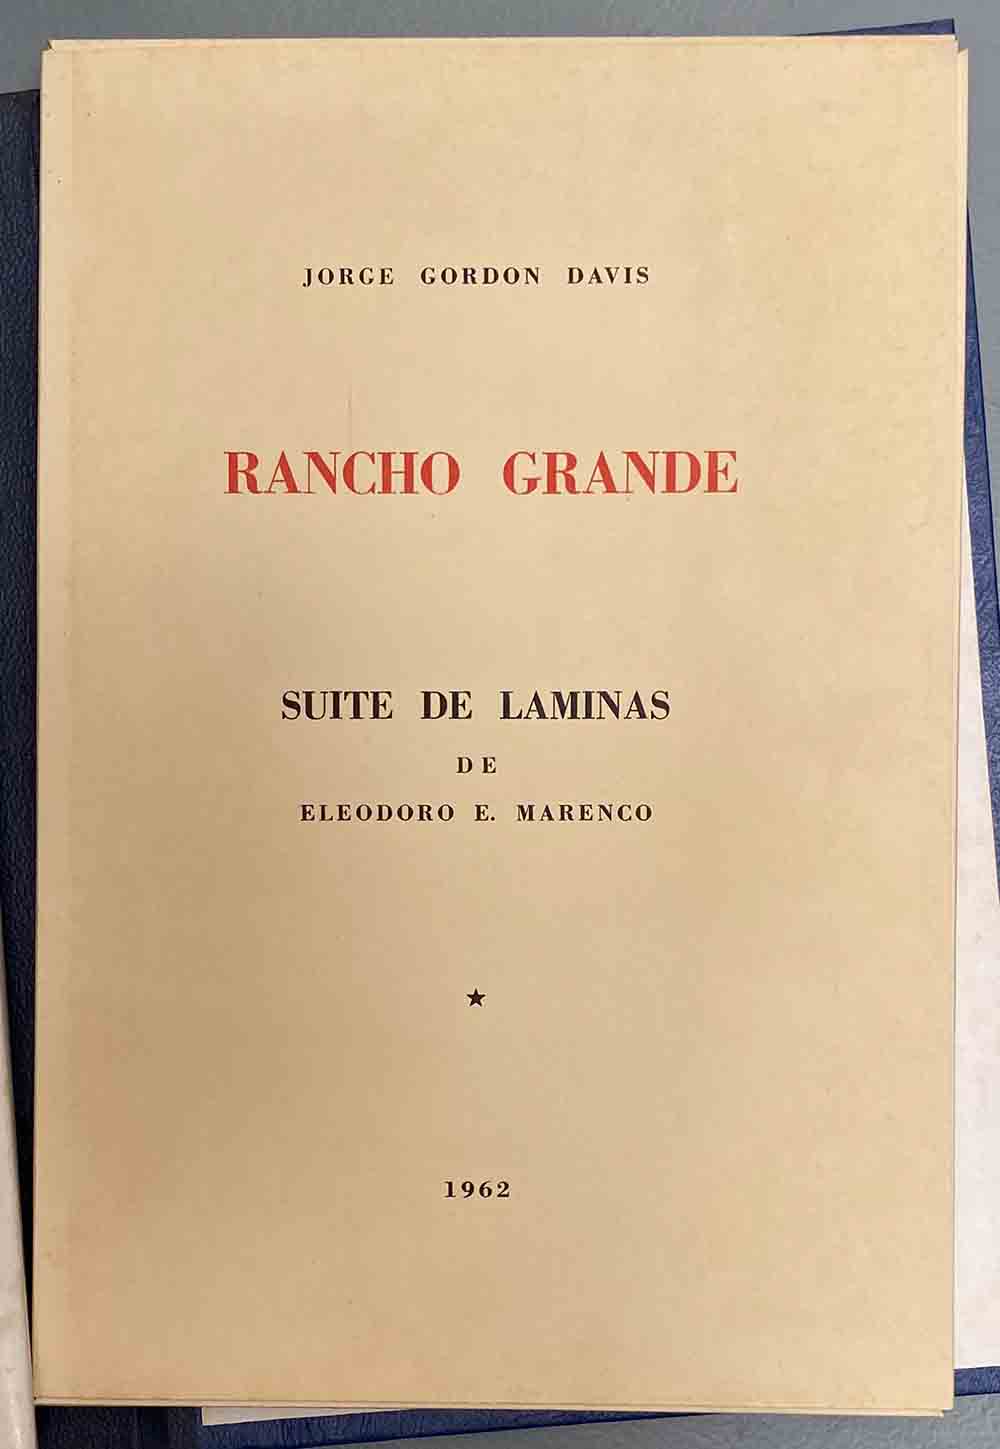 JORGE GORDON DAVIS
RANCHO GRANDE
SUITE DE LAMINAS
DE
ELEODORO E. MARENCO
★
1962